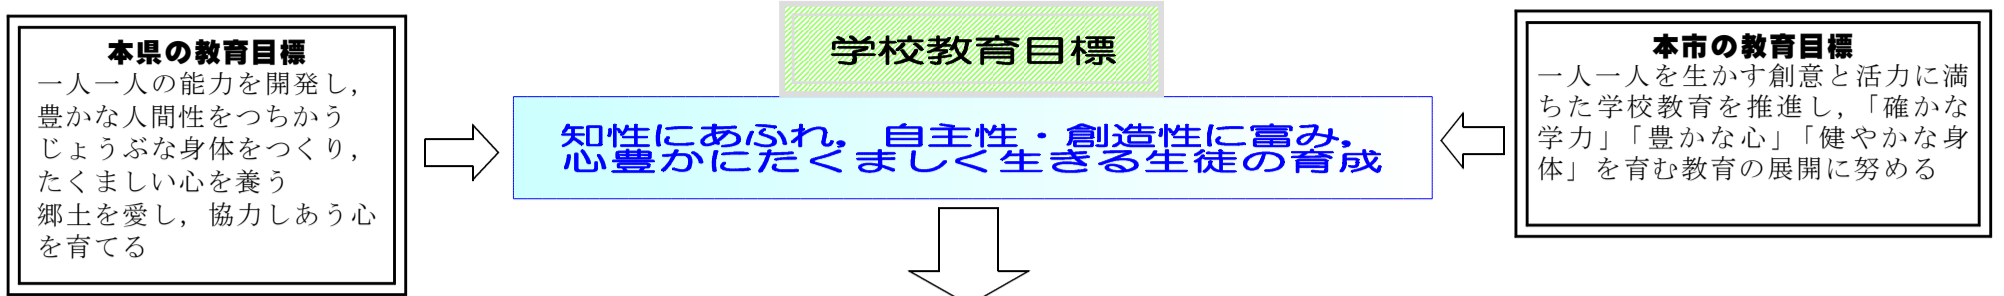 本県の教育目標
一人一人の能力を開発し，
豊かな人間性をつちかう
じょうぶな身体をつくり，
たくましい心を養う
郷土を愛し，協力しあう心
を育てる
学校教育目標
知性にあふれ，自主性・創造性に富み，
心豊かにたくましく生きる生徒の育成
本市の教育目標
一人一人を生かす創意と活力に満
ちた学校教育を推進し，「確かな
学力」「豊かな心」「健やかな身
体」を育む教育の展開に努める